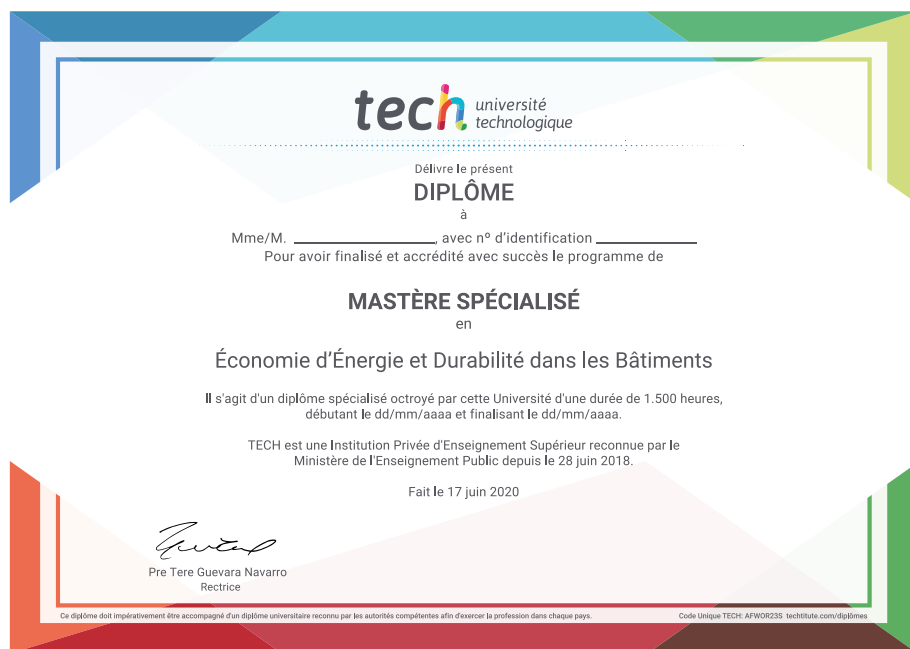 tech université
technologique
Délivre le présent
DIPLÔME
à
Mme/M. ____________________, avec nº d'identification ______________
Pour avoir finalisé et accrédité avec succès le programme de
MASTÈRE SPÉCIALISÉ
en
Économie d'Énergie et Durabilité dans les Bâtiments
Il s'agit d'un diplôme spécialisé octroyé par cette Université d'une durée de 1.500 heures,
débutant le dd/mm/aaaa et finalisant le dd/mm/aaaa.
TECH est une Institution Privée d'Enseignement Supérieur reconnue par le
Ministère de l'Enseignement Public depuis le 28 juin 2018.
Fait le 17 juin 2020
Pre Tere Guevara Navarro
Rectrice
Ce diplôme doit impérativement être accompagné d'un diplôme universitaire reconnu par les autorités compétentes afin d'exercer la profession dans chaque pays.
Code Unique TECH: AFWOR23S techtitute.com/diplômes